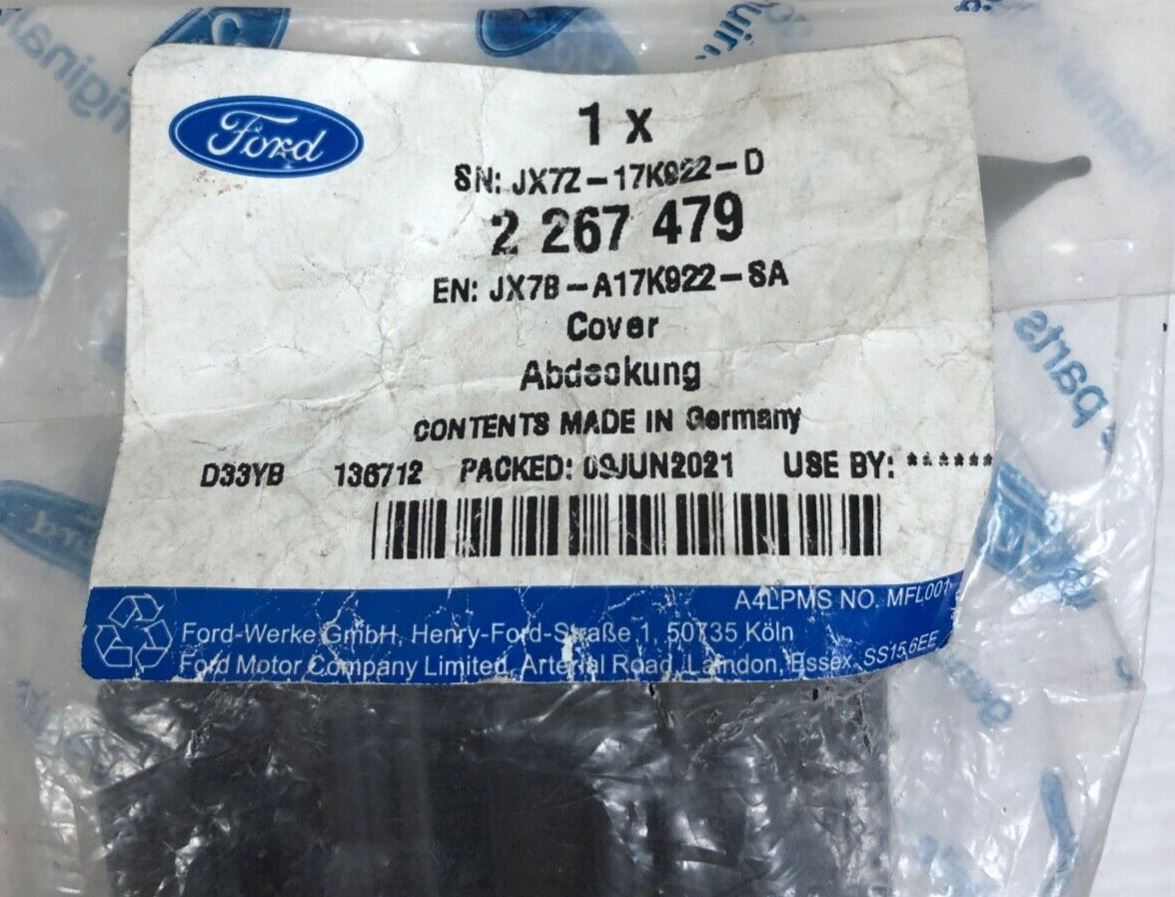 Ford
1 x
SN: JX7Z-17K922-D
2 267 479
EN: JX7B-A17K922-SA
Cover
Abdeckung
CONTENTS MADE IN Germany
D33YB 136712 PACKED: 09JUN2021 USE BY: ******
A4LPMS NO. MFL001
Ford-Werke GmbH, Henry-Ford-Straße 1, 50735 Köln
Ford Motor Company Limited, Arterial Road, Laindon, Essex, SS15 6EE
parts